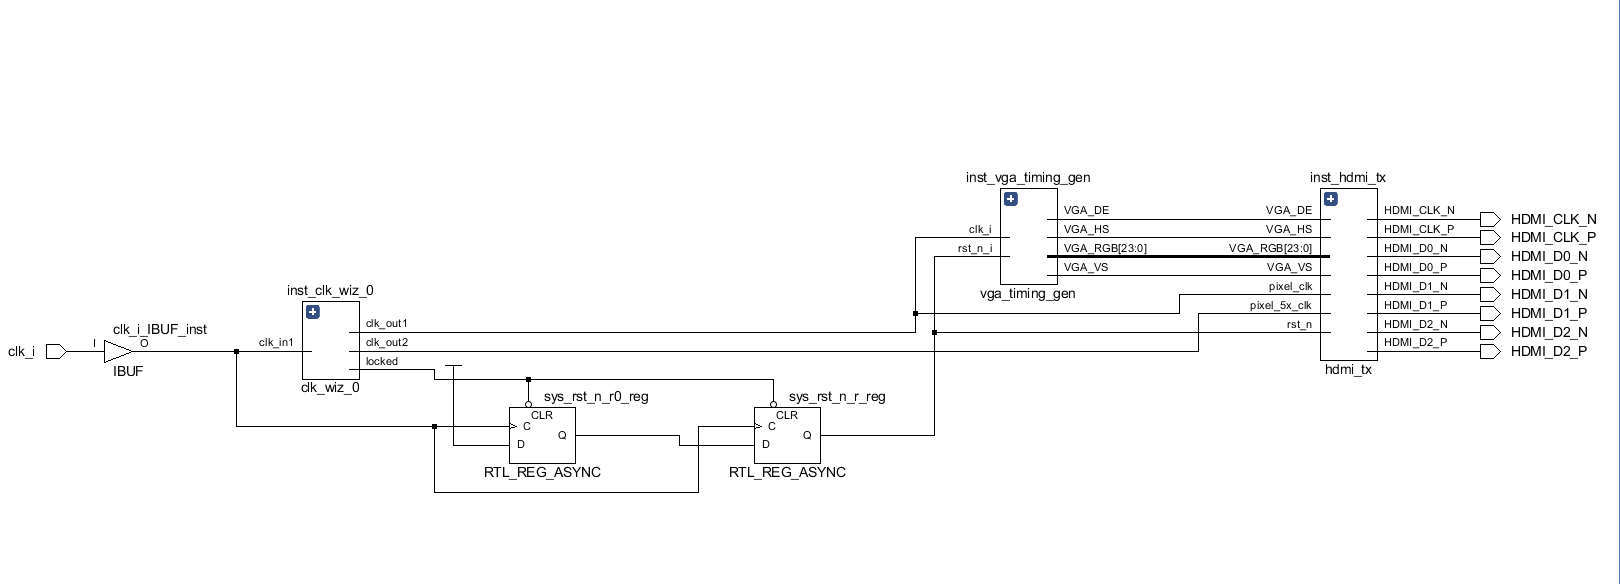 clk_i
I
clk_i_IBUF_inst
O
IBUF
inst_clk_wiz_0
clk_in1
clk_out1
clk_out2
locked
clk_wiz_0
sys_rst_n_r0_reg
CLR
C
D
Q
RTL_REG_ASYNC
sys_rst_n_r_reg
CLR
C
D
Q
RTL_REG_ASYNC
inst_vga_timing_gen
clk_i
rst_n_i
VGA_DE
VGA_HS
VGA_RGB[23:0]
VGA_VS
vga_timing_gen
inst_hdmi_tx
VGA_DE
VGA_HS
VGA_RGB[23:0]
VGA_VS
pixel_clk
pixel_5x_clk
rst_n
HDMI_CLK_N
HDMI_CLK_P
HDMI_D0_N
HDMI_D0_P
HDMI_D1_N
HDMI_D1_P
HDMI_D2_N
HDMI_D2_P
hdmi_tx
HDMI_CLK_N
HDMI_CLK_P
HDMI_D0_N
HDMI_D0_P
HDMI_D1_N
HDMI_D1_P
HDMI_D2_N
HDMI_D2_P